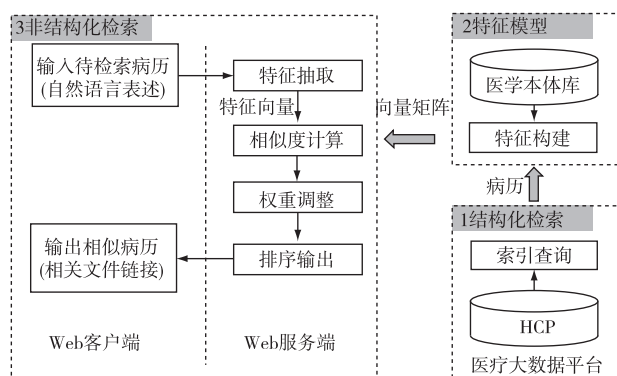 3非结构化检索
输入待检索病历
(自然语言表述)
特征抽取
特征向量
相似度计算
权重调整
排序输出
输出相似病历
(相关文件链接)
Web客户端
Web服务端
向量矩阵
2特征模型
医学本体库
特征构建
病历
1结构化检索
索引查询
HCP
医疗大数据平台